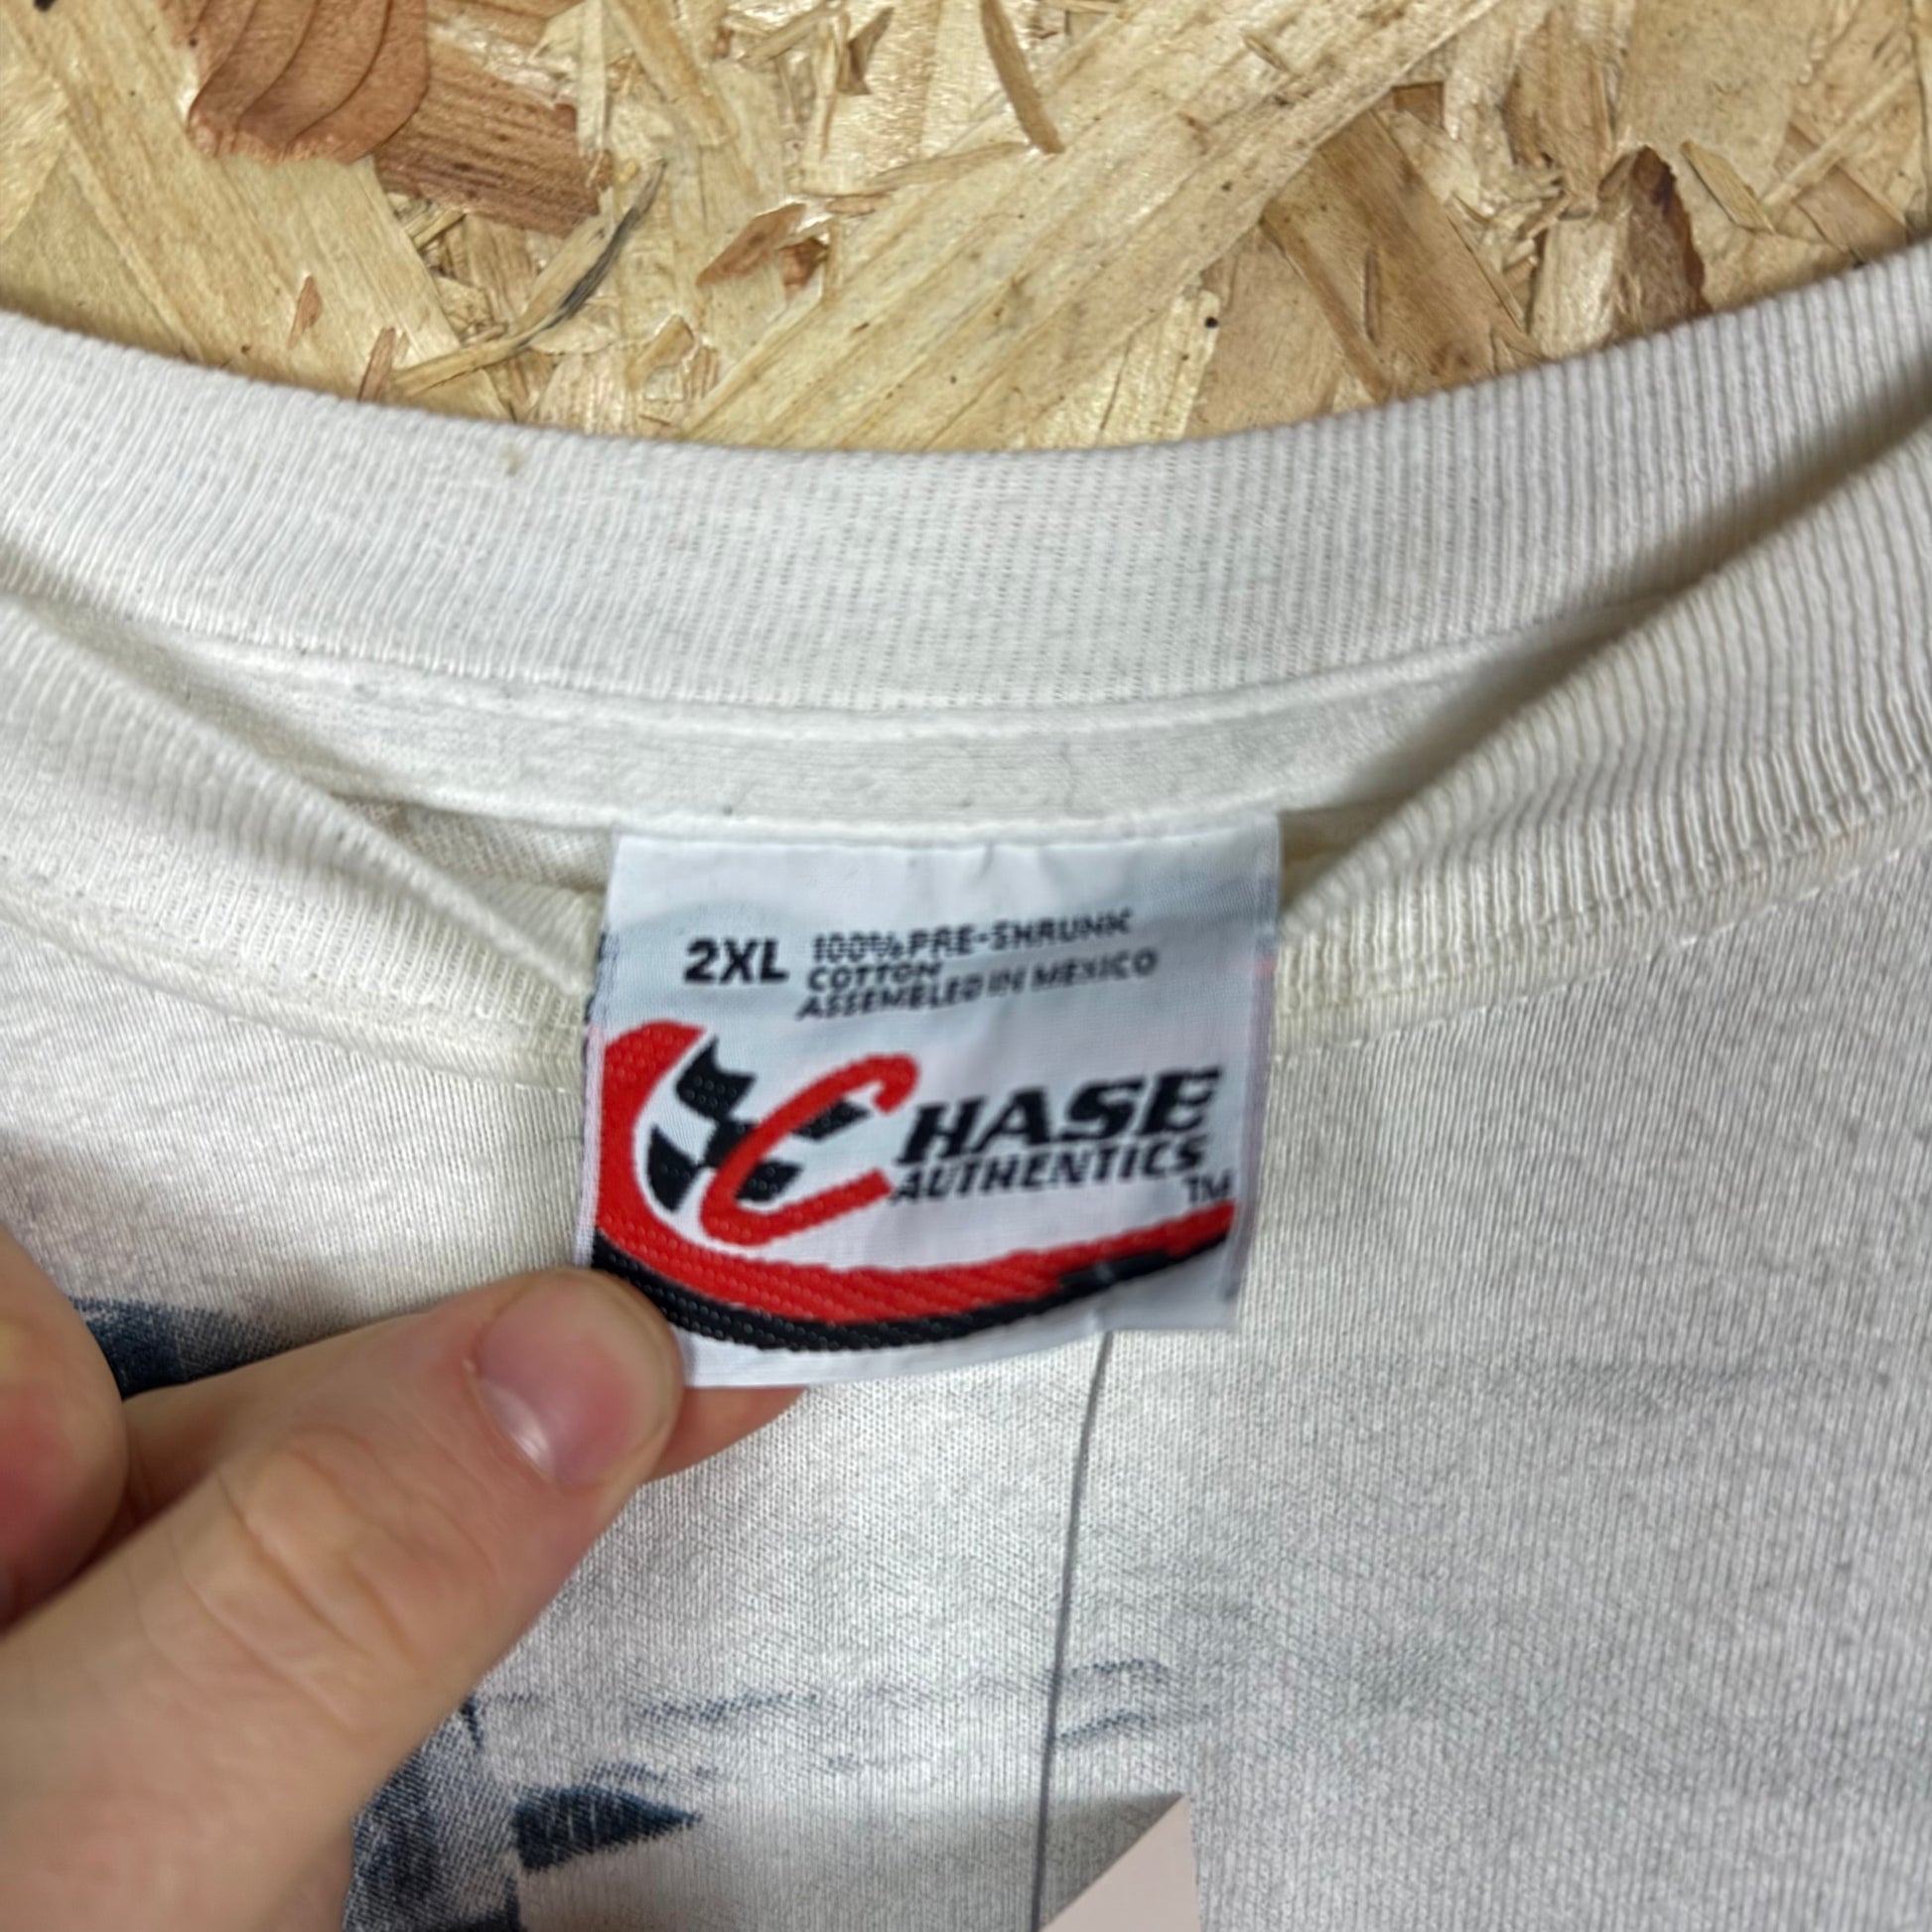 2XL 100% PRE-SHRUNK
COTTON
ASSEMBLED IN MEXICO
CHASE
AUTHENTICS
TM